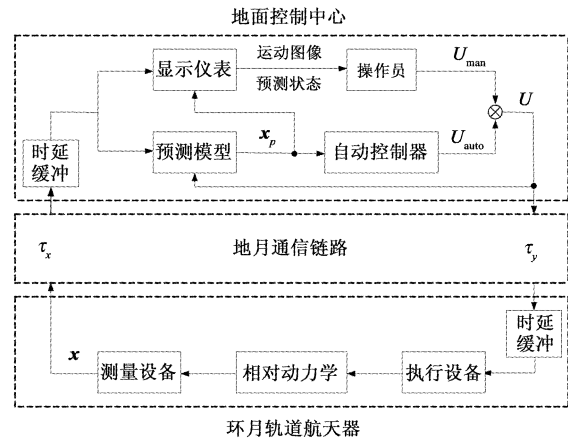 地面控制中心
显示仪表
运动图像
预测状态
操作员
U_man
U
时延
缓冲
预测模型
x_p
自动控制器
U_auto
τ_x
地月通信链路
τ_y
时延
缓冲
x
测量设备
相对动力学
执行设备
环月轨道航天器